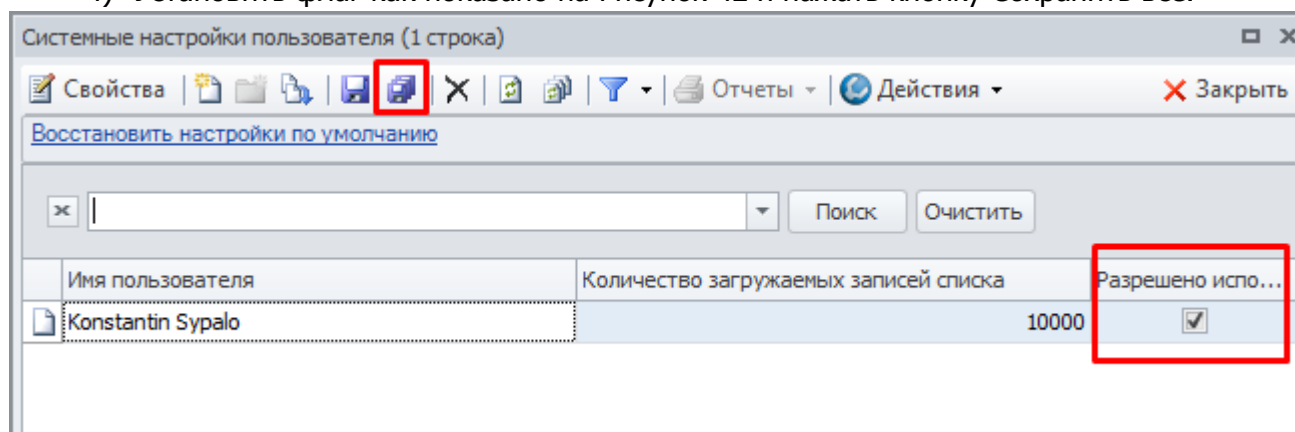 Системные настройки пользователя (1 строка)
Свойства Отчеты Действия Закрыть
Восстановить настройки по умолчанию
Поиск Очистить
Имя пользователя Количество загружаемых записей списка Разрешено испо...
Konstantin Sypalo 10000